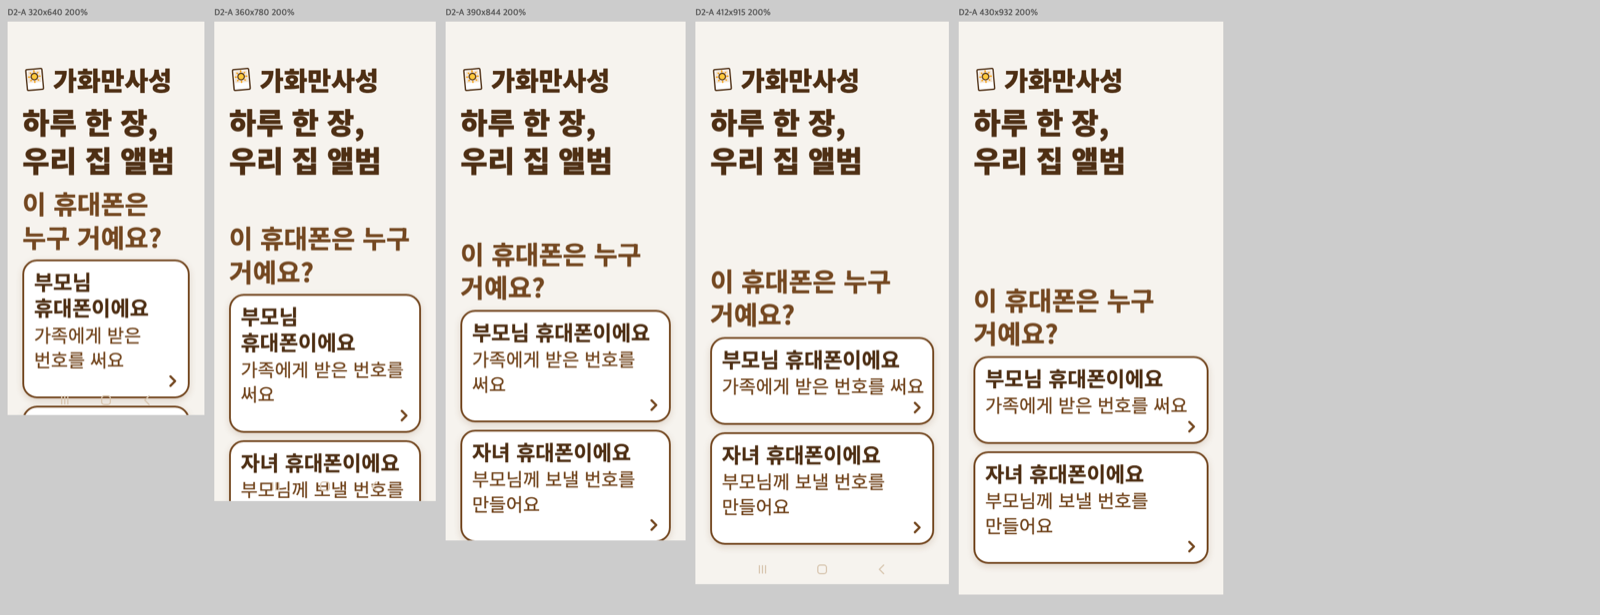 D2-A 320x640 200%
가화만사성
하루 한 장,
우리 집 앨범
이 휴대폰은
누구 거예요?
부모님
휴대폰이에요
가족에게 받은
번호를 써요
D2-A 360x780 200%
가화만사성
하루 한 장,
우리 집 앨범
이 휴대폰은 누구
거예요?
부모님
휴대폰이에요
가족에게 받은 번호를
써요
자녀 휴대폰이에요
부모님께 보낼 번호를
D2-A 390x844 200%
가화만사성
하루 한 장,
우리 집 앨범
이 휴대폰은 누구
거예요?
부모님 휴대폰이에요
가족에게 받은 번호를
써요
자녀 휴대폰이에요
부모님께 보낼 번호를
만들어요
D2-A 412x915 200%
가화만사성
하루 한 장,
우리 집 앨범
이 휴대폰은 누구
거예요?
부모님 휴대폰이에요
가족에게 받은 번호를 써요
자녀 휴대폰이에요
부모님께 보낼 번호를
만들어요
D2-A 430x932 200%
가화만사성
하루 한 장,
우리 집 앨범
이 휴대폰은 누구
거예요?
부모님 휴대폰이에요
가족에게 받은 번호를 써요
자녀 휴대폰이에요
부모님께 보낼 번호를
만들어요